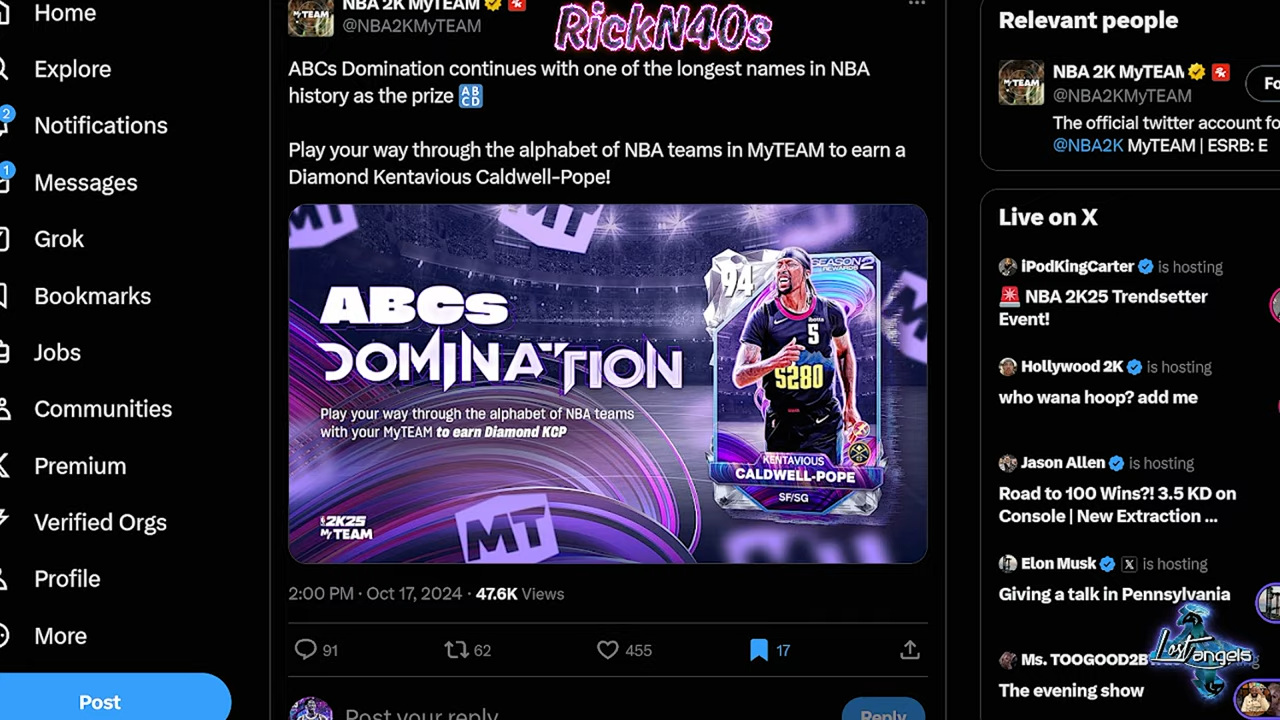 Home
Explore
2
Notifications
1
Messages
Grok
Bookmarks
Jobs
Communities
Premium
Verified Orgs
Profile
More
Post
RickN40s
NBA 2K MyTEAM
@NBA2KMyTEAM
ABCs Domination continues with one of the longest names in NBA
history as the prize 🔠
Play your way through the alphabet of NBA teams in MyTEAM to earn a
Diamond Kentavious Caldwell-Pope!
MT
MT
ABCs
DOMINATION
Play your way through the alphabet of NBA teams
with your MyTEAM to earn Diamond KCP
2K25
MyTEAM
MT
94
SEASON 2
REWARDS
5
5280
KENTAVIOUS
CALDWELL-POPE
SF/SG
2:00 PM · Oct 17, 2024 · 47.6K Views
91 62 455 17
Post your reply
Reply
Relevant people
NBA 2K MyTEAM
@NBA2KMyTEAM
Fo
The official twitter account fo
@NBA2K MyTEAM | ESRB: E
Live on X
iPodKingCarter is hosting
🚨 NBA 2K25 Trendsetter
Event!
Hollywood 2K is hosting
who wana hoop? add me
Jason Allen is hosting
Road to 100 Wins?! 3.5 KD on
Console | New Extraction ...
Elon Musk X is hosting
Giving a talk in Pennsylvania
Ms. TOOGOOD2B
The evening show
Lost angels